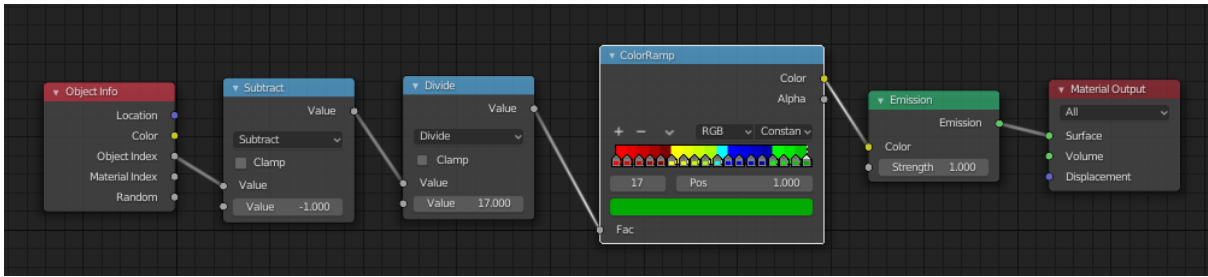 Object Info
Location
Color
Object Index
Material Index
Random
Subtract
Value
Subtract
Clamp
Value
Value -1.000
Divide
Value
Divide
Clamp
Value
Value 17.000
ColorRamp
Color
Alpha
+ − RGB Constan
17 Pos 1.000
Fac
Emission
Emission
Color
Strength 1.000
Material Output
All
Surface
Volume
Displacement